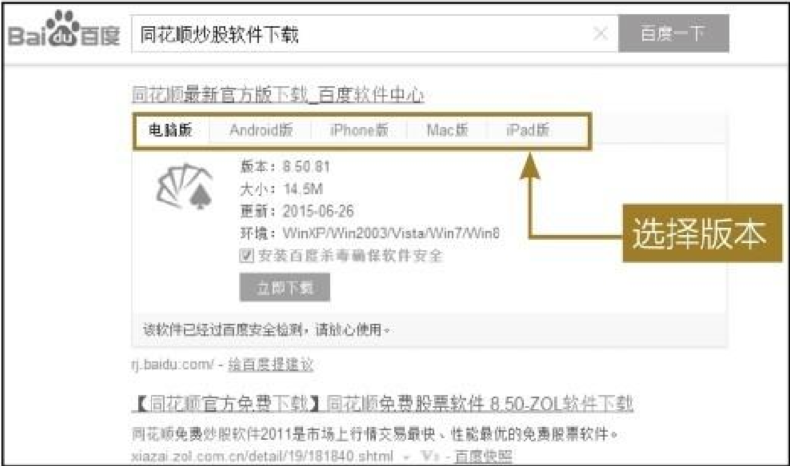 Bai du 百度 同花顺炒股软件下载 × 百度一下
同花顺最新官方版下载_百度软件中心
电脑版 Android版 iPhone版 Mac版 iPad版
版本：8.50.81
大小：14.5M
更新：2015-06-26
环境：WinXP/Win2003/Vista/Win7/Win8
安装百度杀毒确保软件安全
立即下载
选择版本
该软件已经过百度安全检测，请放心使用。
rj.baidu.com/ - 给百度提建议
【同花顺官方免费下载】同花顺免费股票软件 8.50-ZOL软件下载
同花顺免费炒股软件2011是市场上行情交易最快、性能最优的免费股票软件。
xiazai.zol.com.cn/detail/19/181840.shtml - 百度快照